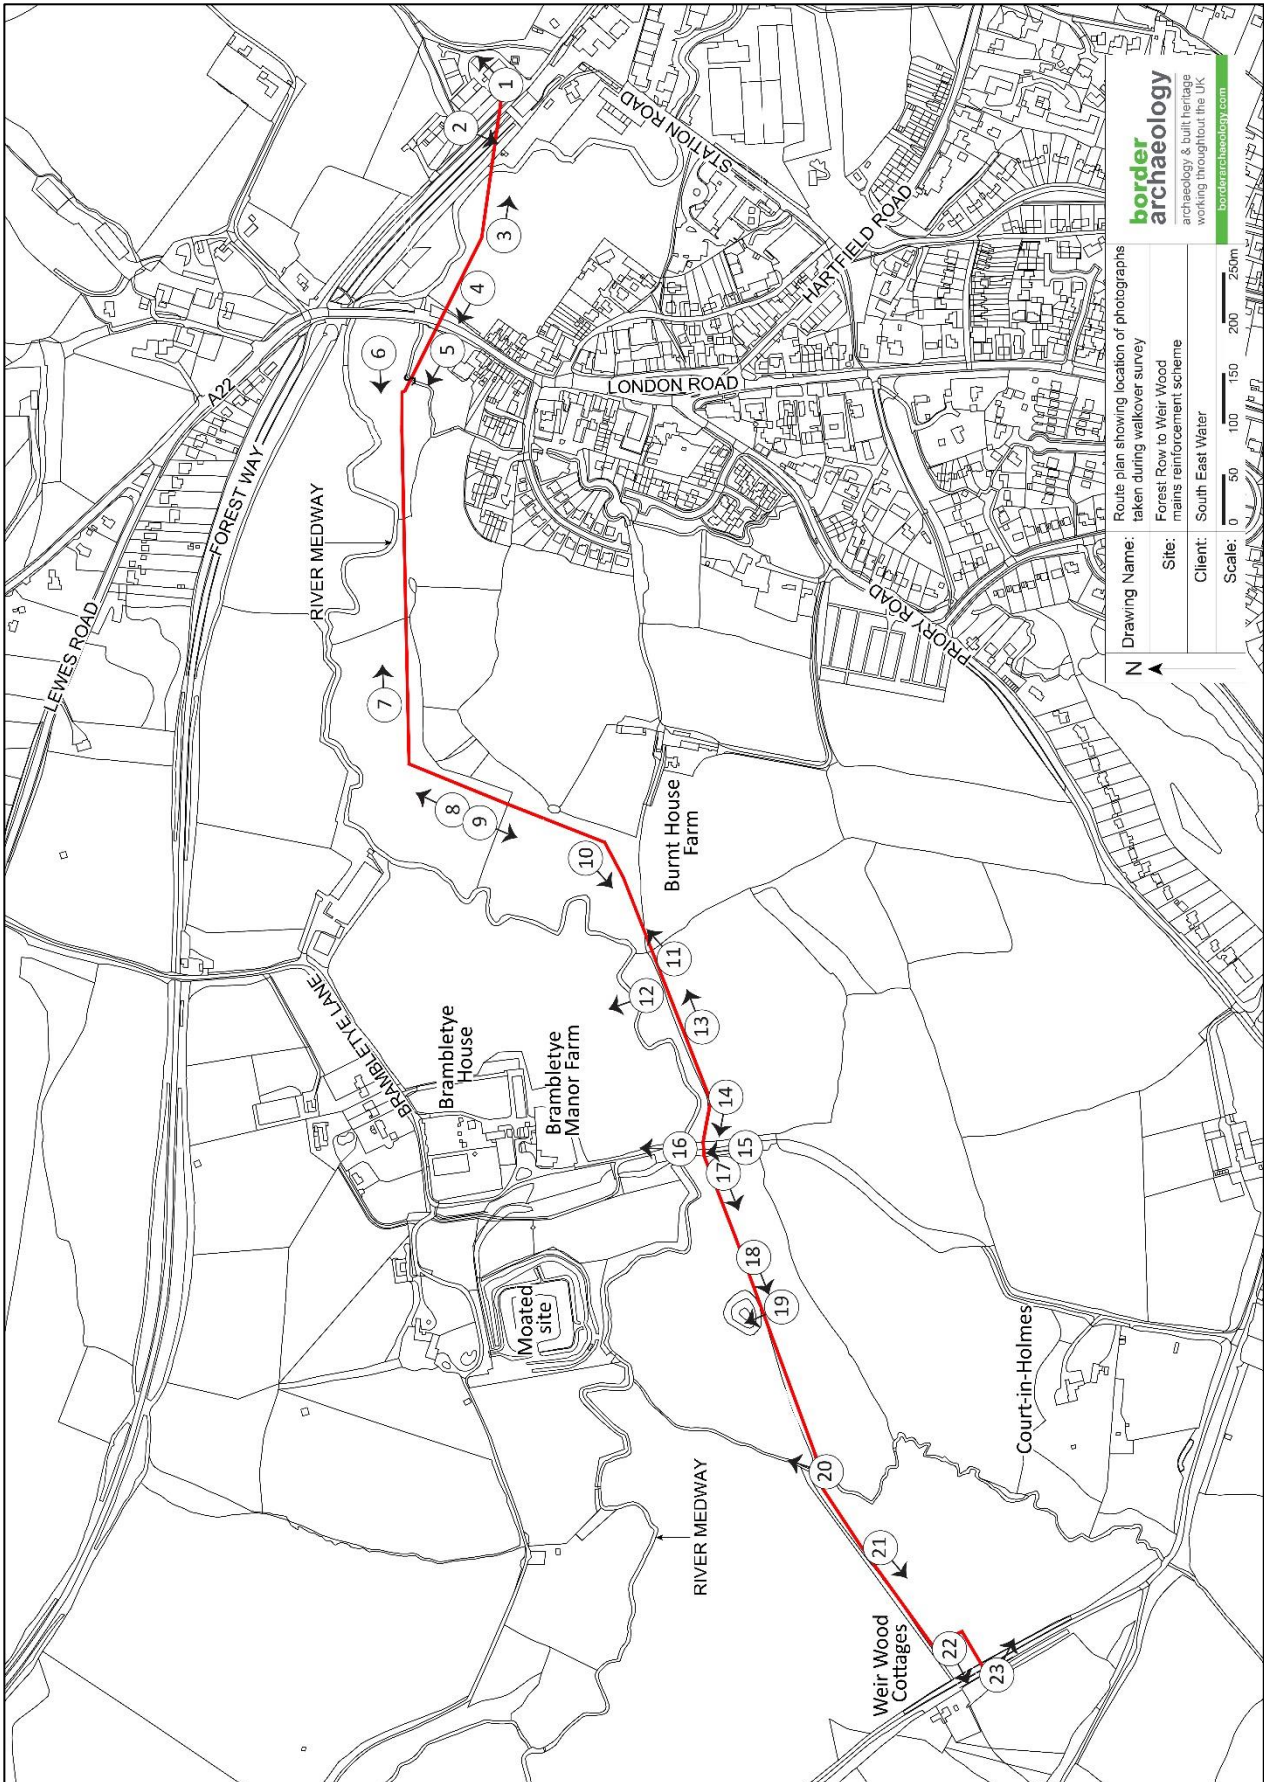 LEWES ROAD
A22
FOREST WAY
RIVER MEDWAY
BRAMBLETYE LANE
Brambletye
House
Brambletye
Manor Farm
Moated
site
RIVER MEDWAY
Weir Wood
Cottages
Court-in-Holmes
Burnt House
Farm
LONDON ROAD
STATION ROAD
HARTFIELD ROAD
PRIORY ROAD
1
2
3
4
5
6
7
8
9
10
11
12
13
14
15
16
17
18
19
20
21
22
23
N
Drawing Name: Route plan showing location of photographs
taken during walkover survey
Site: Forest Row to Weir Wood
mains reinforcement scheme
Client: South East Water
Scale: 0 50 100 150 200 250m
border
archaeology
archaeology & built heritage
working throughtout the UK
borderarchaeology.com